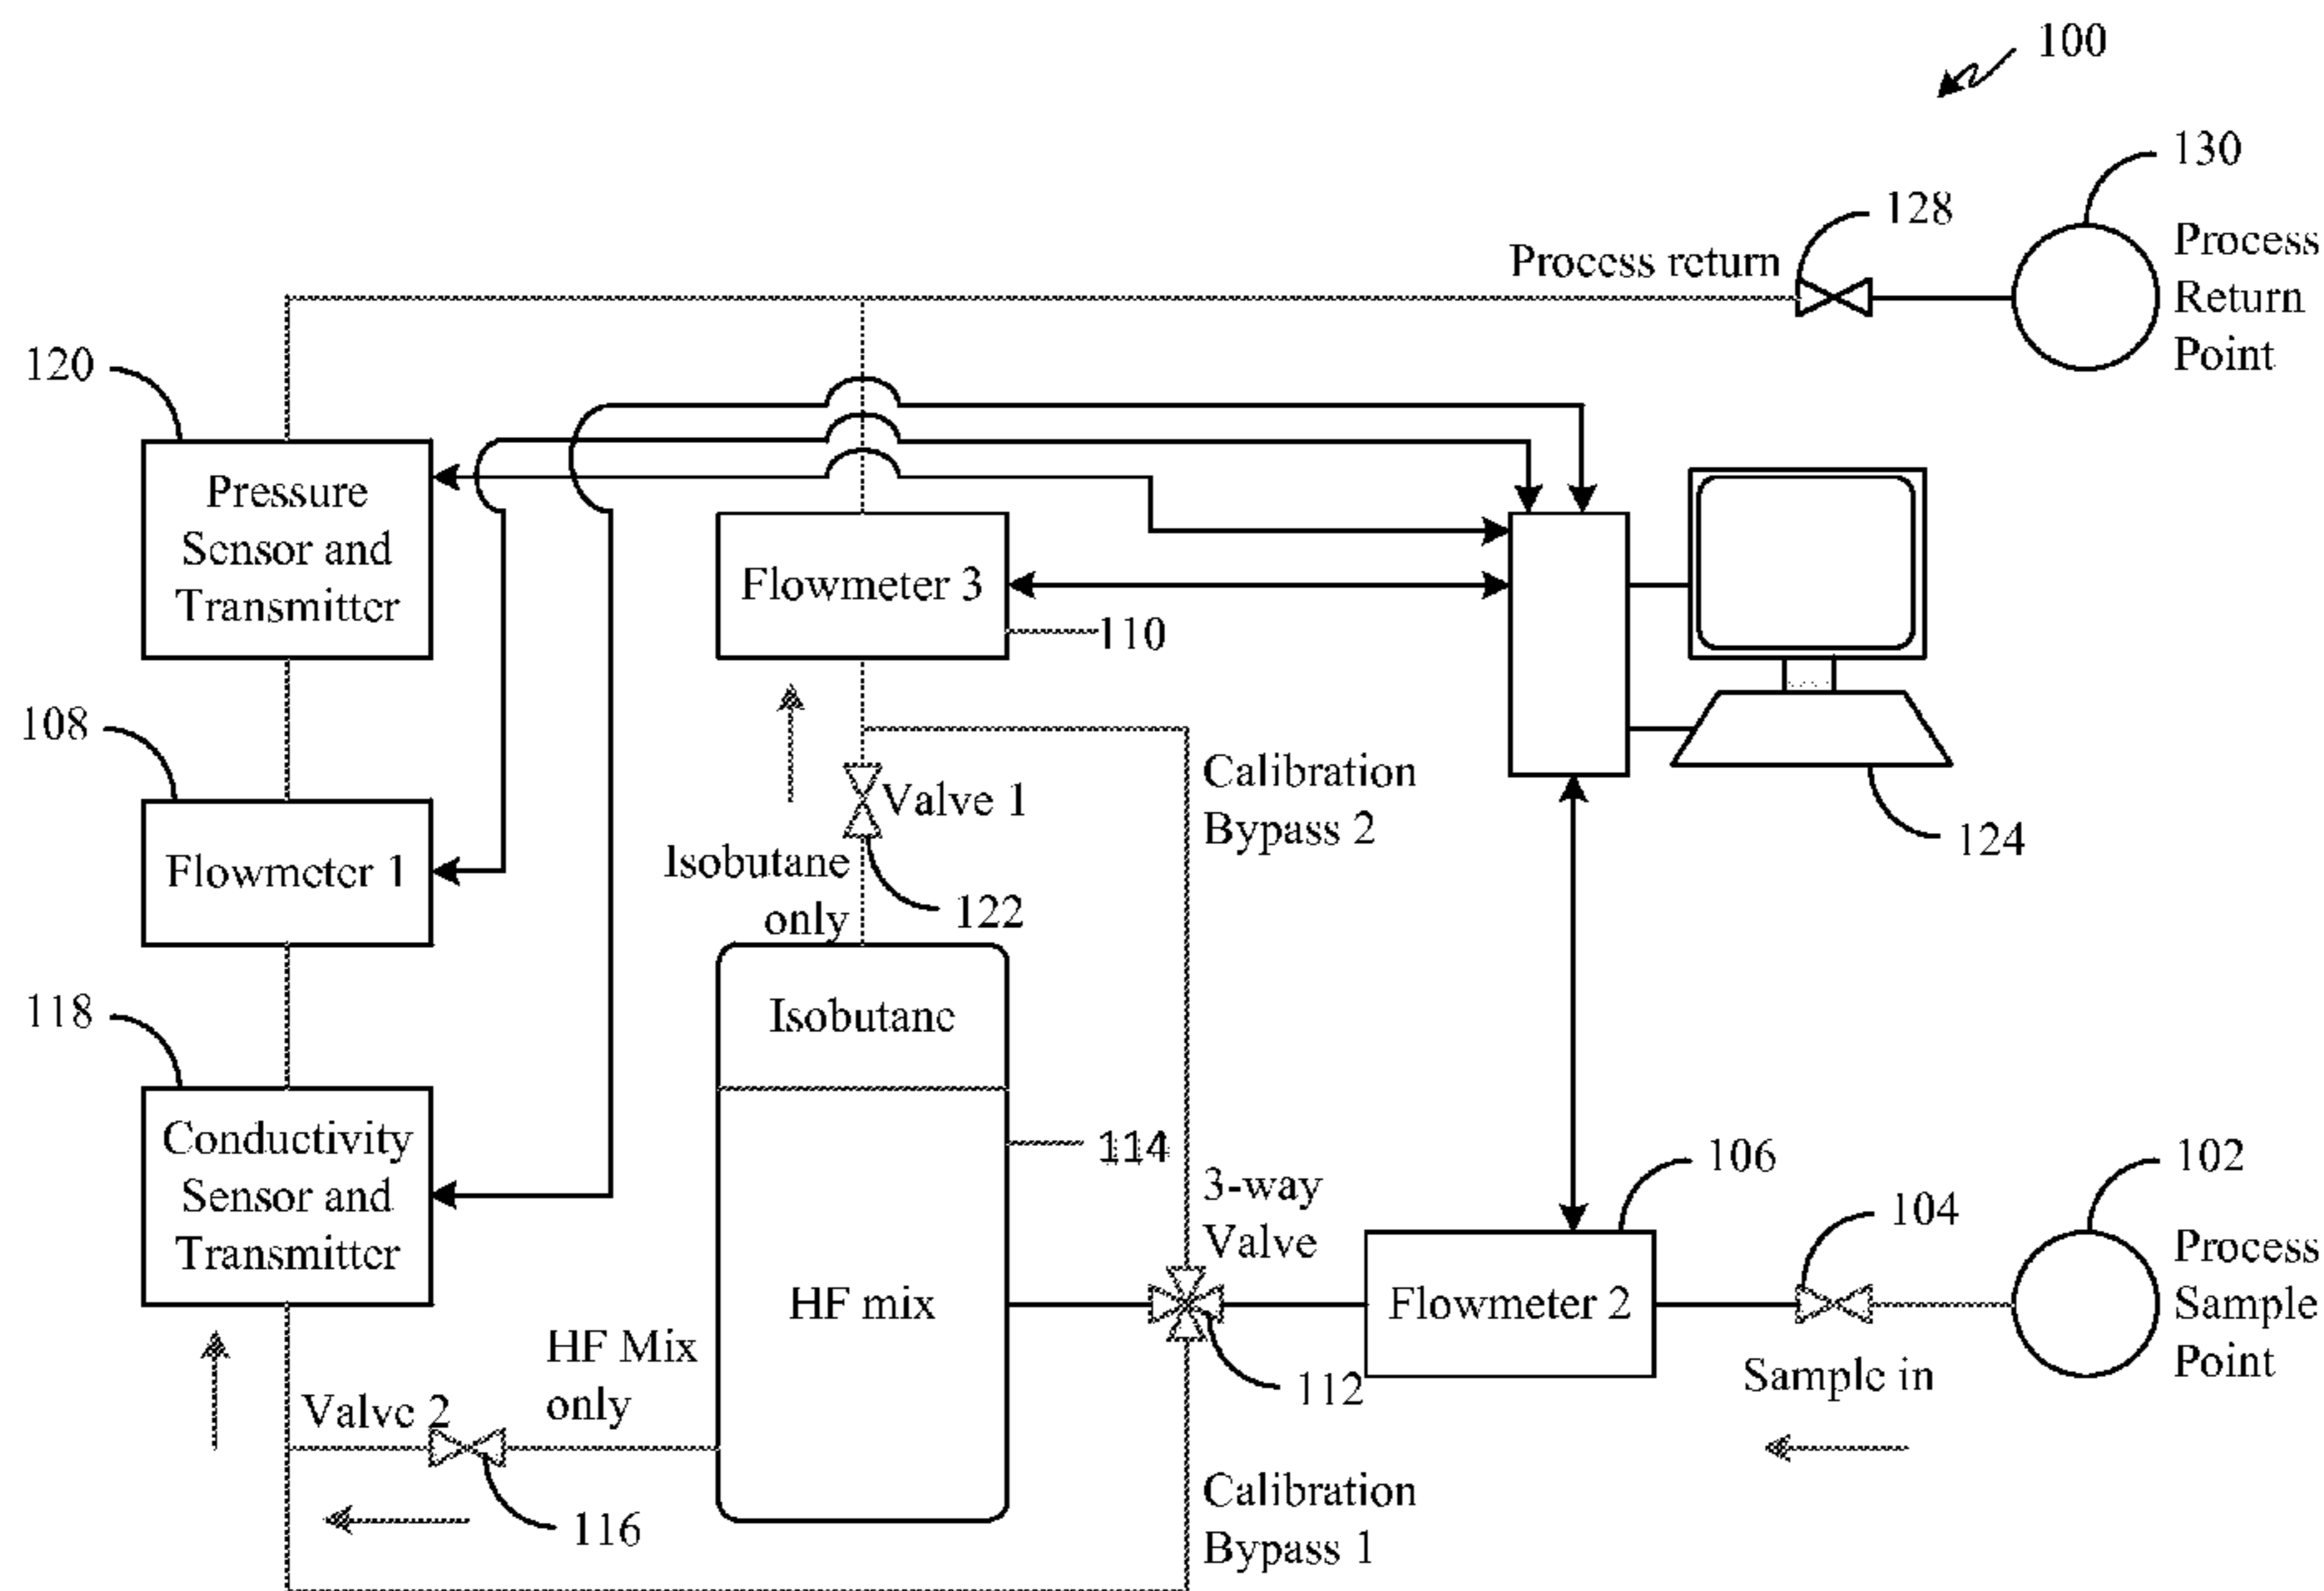 100
130
128
Process return
Process
Return
Point
120
Pressure
Sensor and
Transmitter
Flowmeter 3
110
108
Flowmeter 1
Valve 1
Calibration
Bypass 2
124
Isobutane
only
122
118
Isobutane
Conductivity
Sensor and
Transmitter
114
3-way
Valve
106
102
104
HF mix
Flowmeter 2
Process
Sample
Point
HF Mix
only
112
Sample in
Valve 2
116
Calibration
Bypass 1